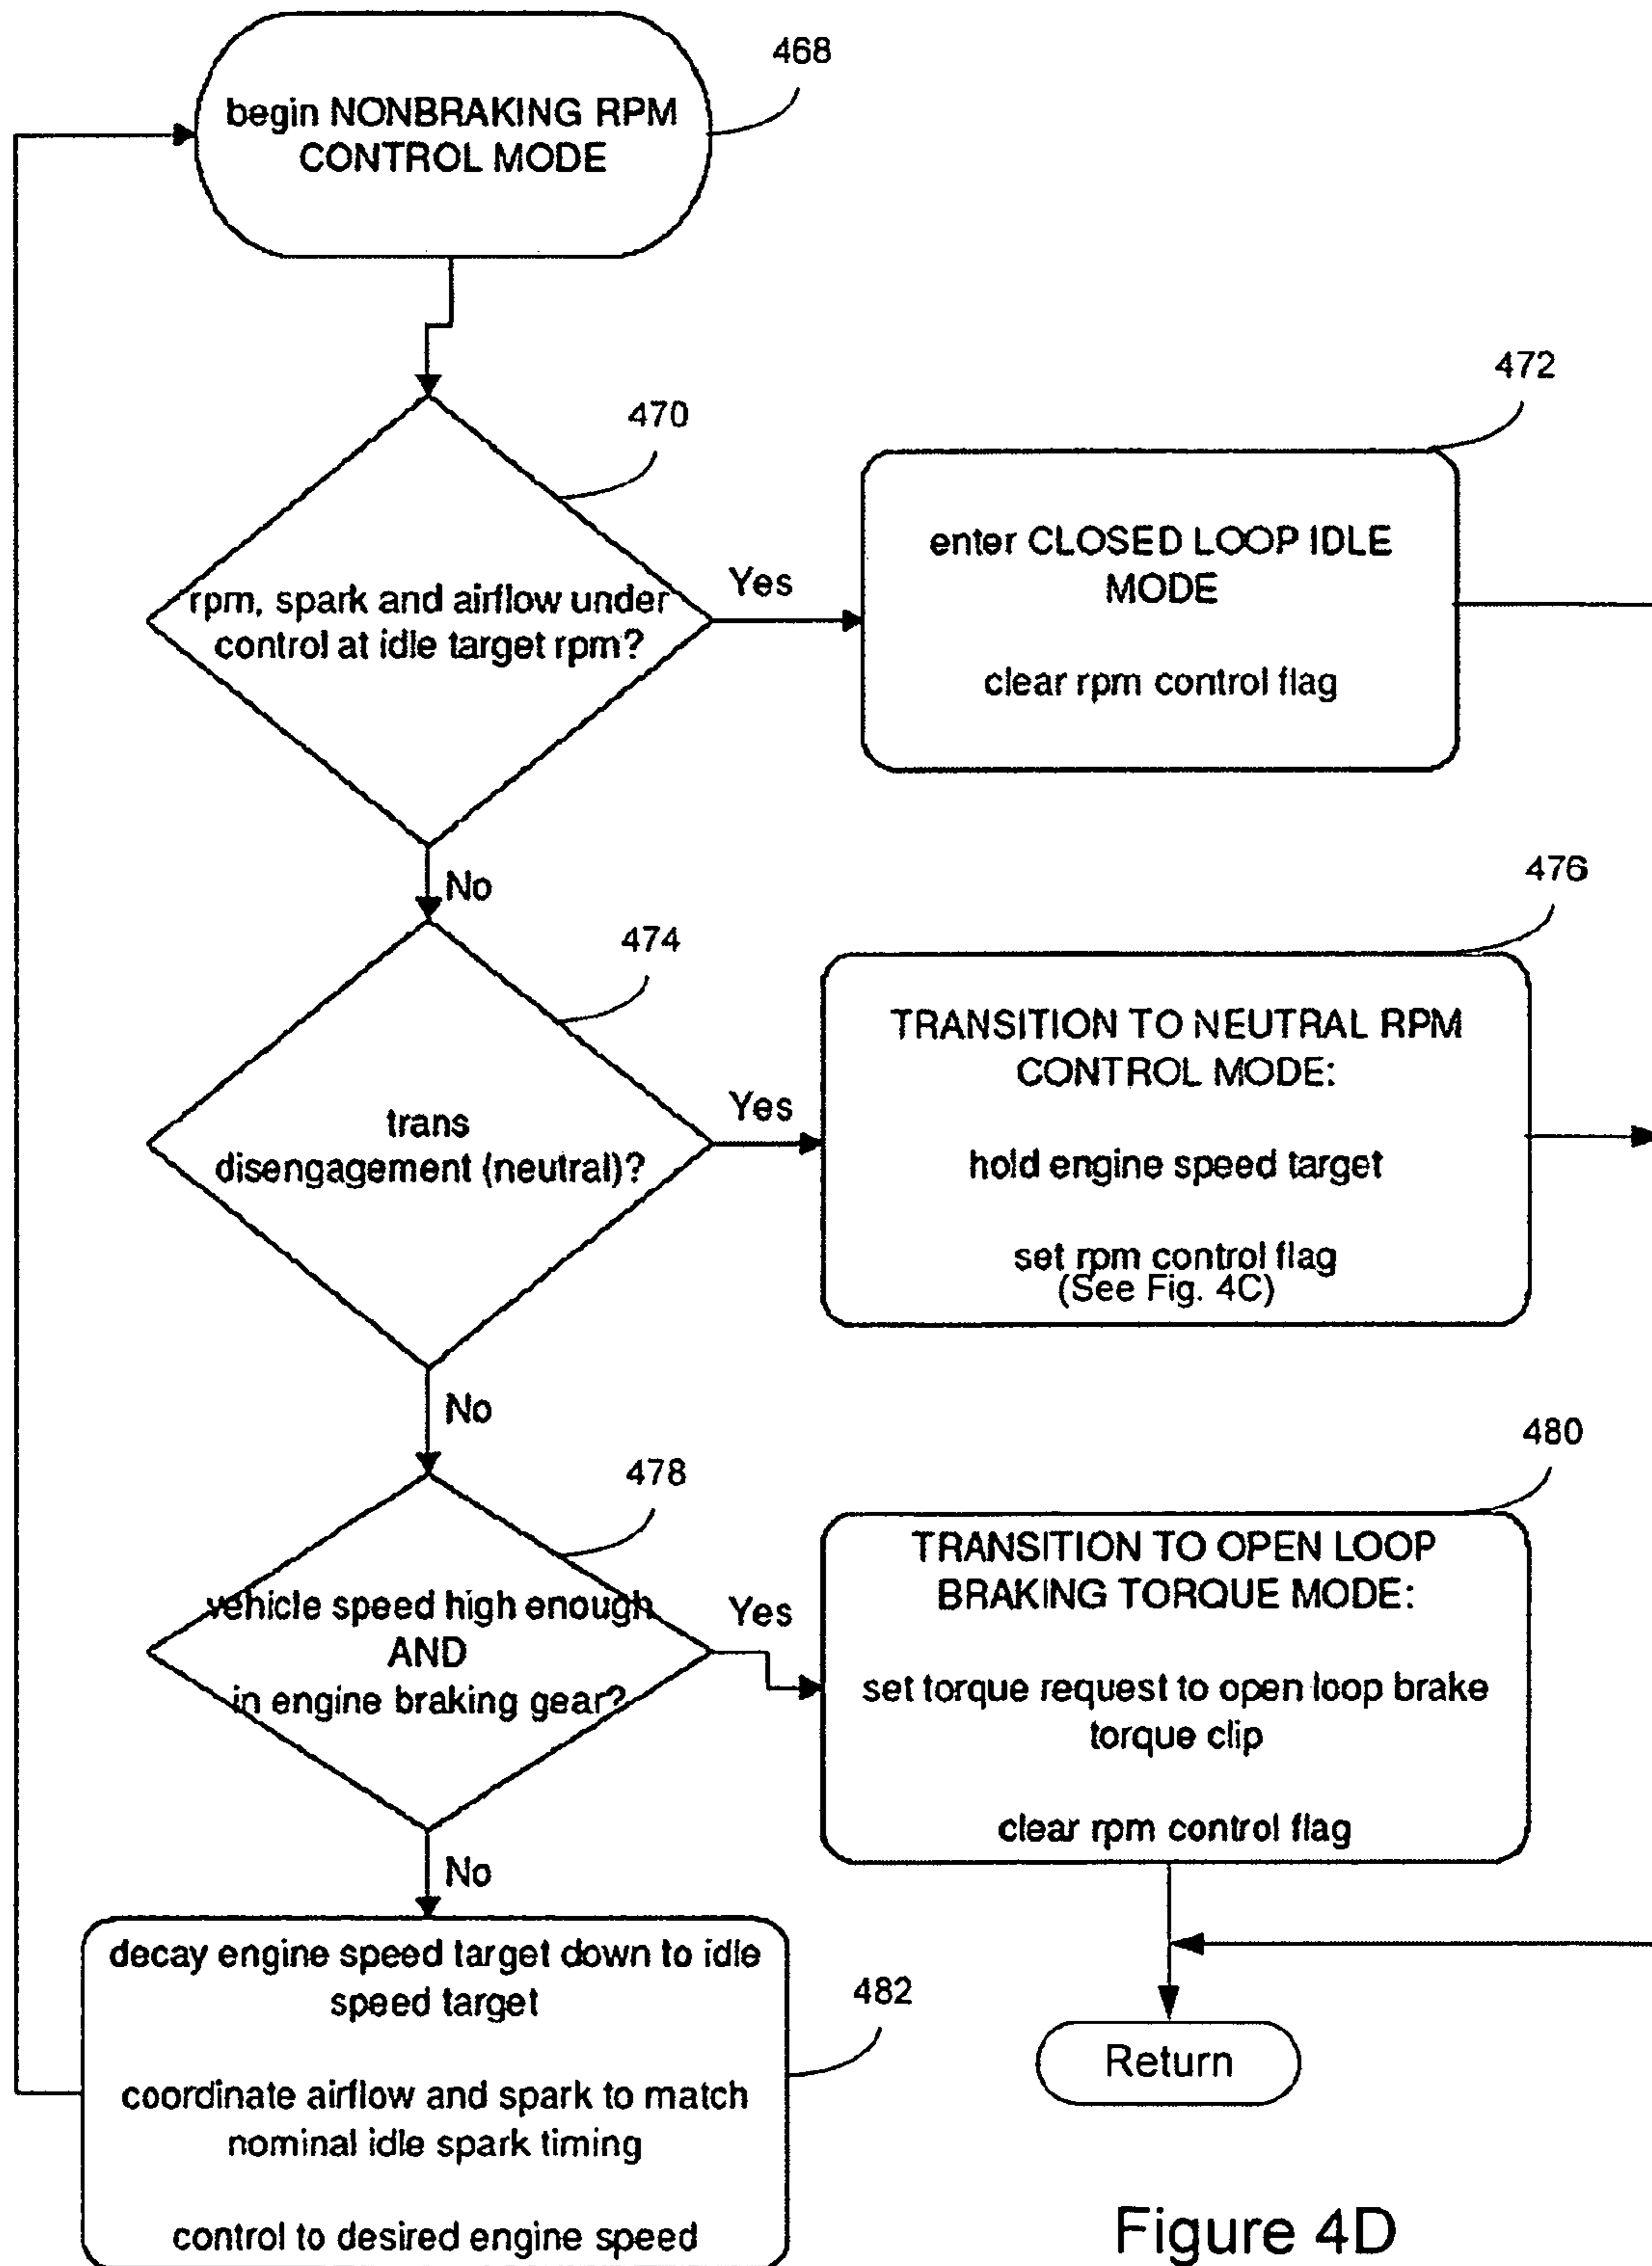 468
begin NONBRAKING RPM
CONTROL MODE
470
rpm, spark and airflow under
control at idle target rpm?
Yes
472
enter CLOSED LOOP IDLE
MODE
clear rpm control flag
No
474
trans
disengagement (neutral)?
Yes
476
TRANSITION TO NEUTRAL RPM
CONTROL MODE:
hold engine speed target
set rpm control flag
(See Fig. 4C)
No
478
vehicle speed high enough
AND
in engine braking gear?
Yes
480
TRANSITION TO OPEN LOOP
BRAKING TORQUE MODE:
set torque request to open loop brake
torque clip
clear rpm control flag
No
482
decay engine speed target down to idle
speed target
coordinate airflow and spark to match
nominal idle spark timing
control to desired engine speed
Return
Figure 4D